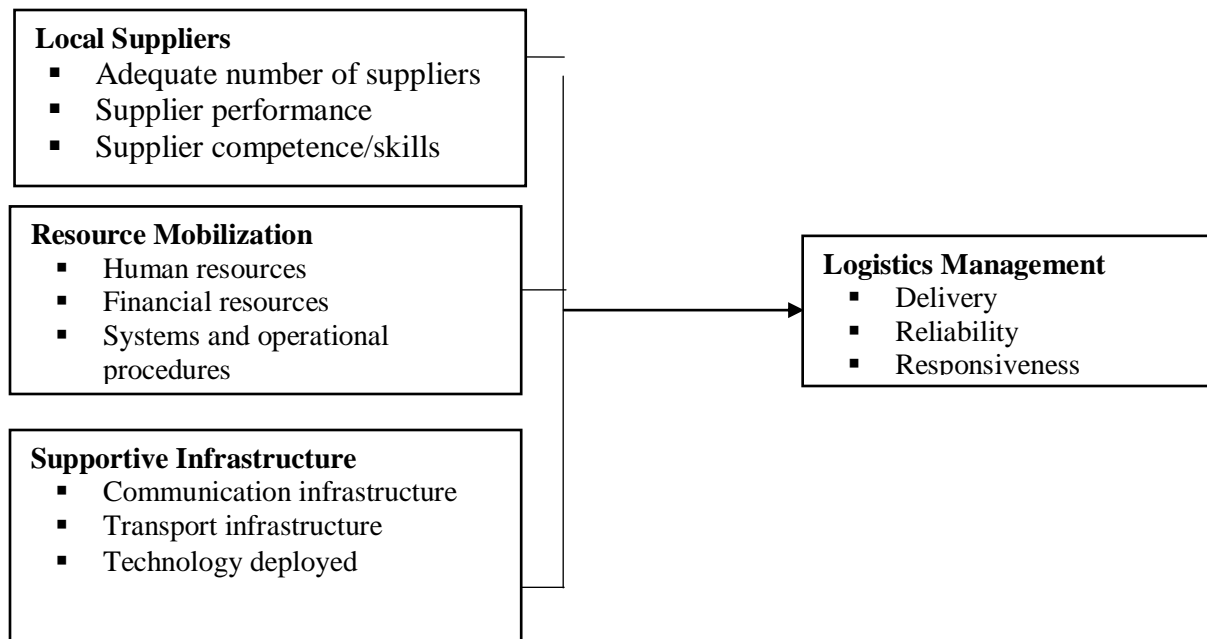 Local Suppliers
▪ Adequate number of suppliers
▪ Supplier performance
▪ Supplier competence/skills
Resource Mobilization
▪ Human resources
▪ Financial resources
▪ Systems and operational
procedures
Supportive Infrastructure
▪ Communication infrastructure
▪ Transport infrastructure
▪ Technology deployed
Logistics Management
▪ Delivery
▪ Reliability
▪ Responsiveness